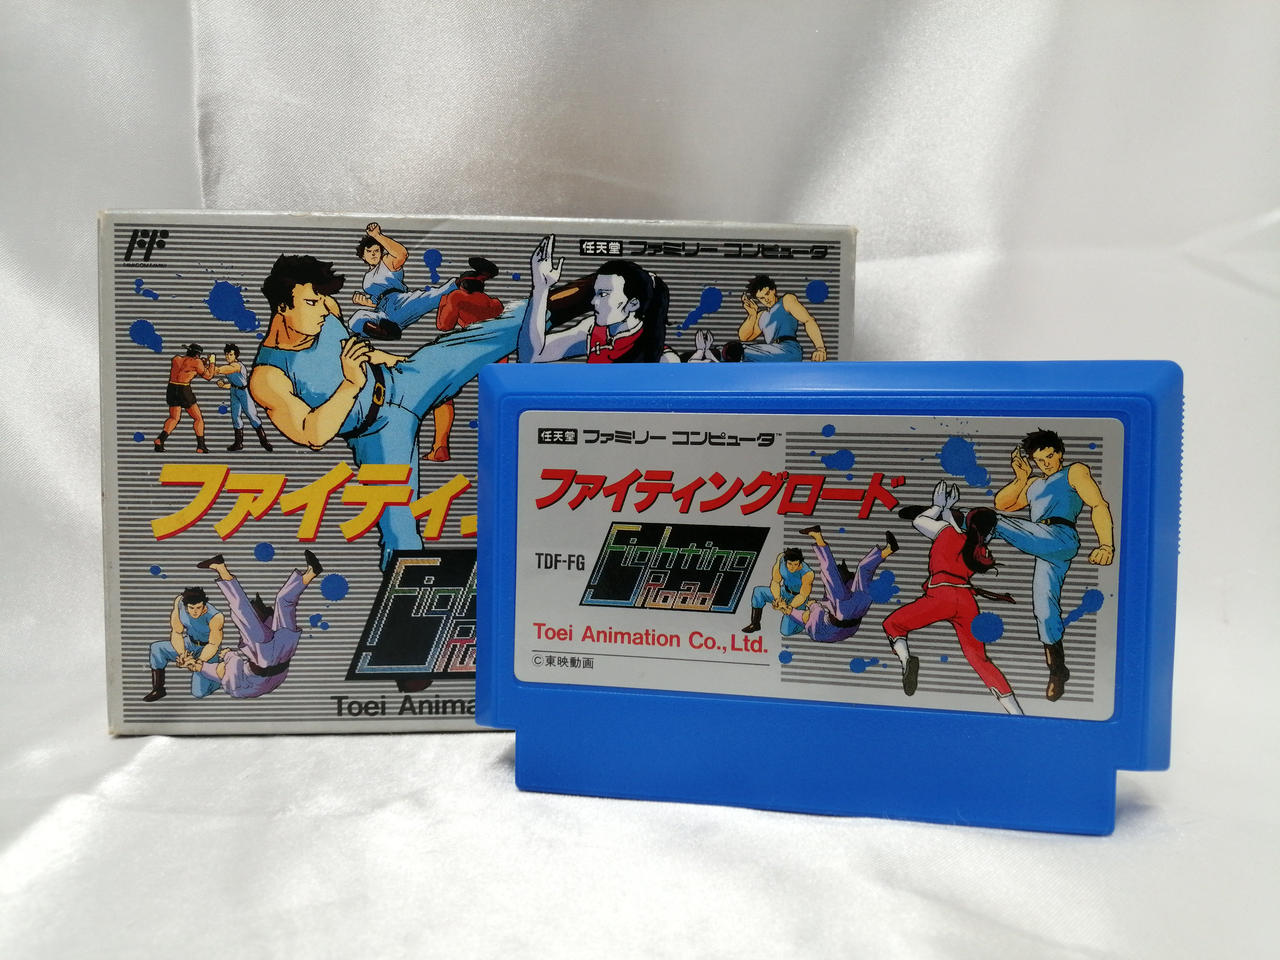 任天堂 ファミリー コンピュータ
ファイティ
Figh
Toei Anima
任天堂 ファミリー コンピュータ™
ファイティングロード
TDF-FG
Fighting
Road
Toei Animation Co., Ltd.
©東映動画